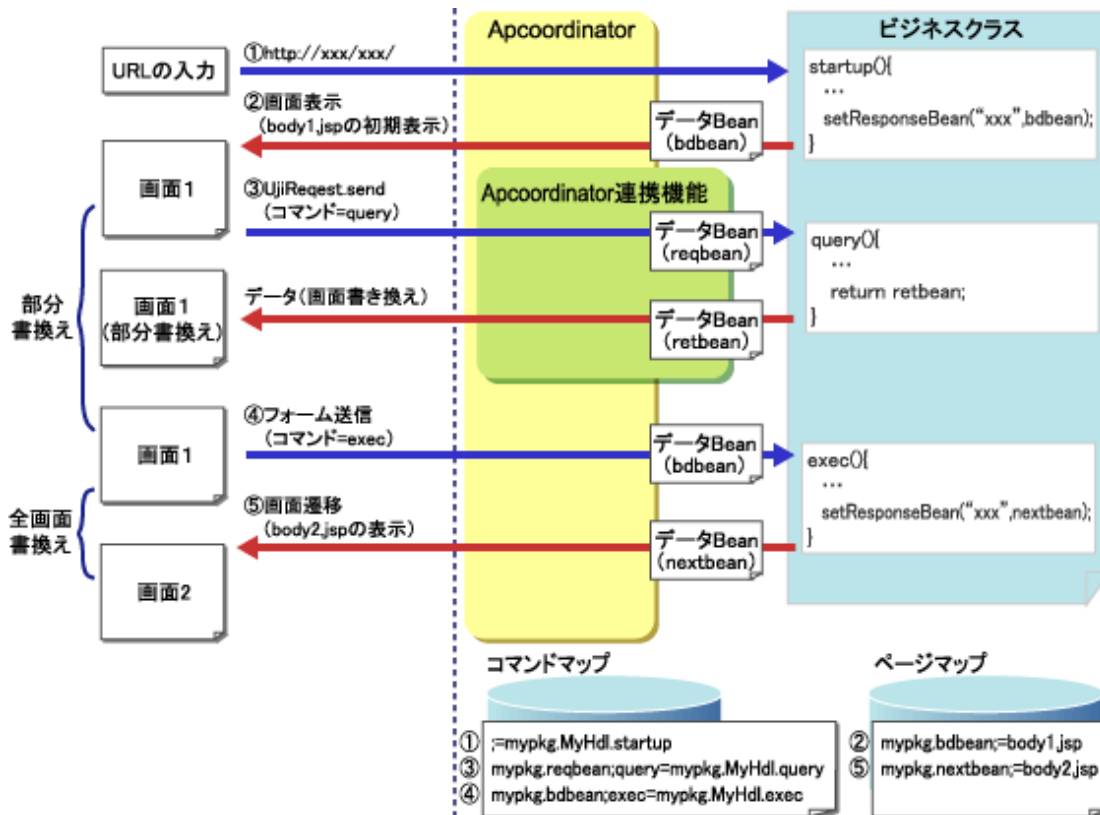 Apcoordinator
ビジネスクラス
URLの入力
①http://xxx/xxx/
startup(){
…
setResponseBean(“xxx”,bdbean);
}
②画面表示
(body1.jspの初期表示)
データBean
(bdbean)
画面1
Apcoordinator連携機能
③UjiReqest.send
(コマンド=query)
データBean
(reqbean)
query(){
…
return retbean;
}
部分
書換え
画面1
(部分書換え)
データ(画面書き換え)
データBean
(retbean)
画面1
④フォーム送信
(コマンド=exec)
データBean
(bdbean)
exec(){
…
setResponseBean(“xxx”,nextbean);
}
全画面
書換え
⑤画面遷移
(body2.jspの表示)
データBean
(nextbean)
画面2
コマンドマップ
① ;=mypkg.MyHdl.startup
③ mypkg.reqbean;query=mypkg.MyHdl.query
④ mypkg.bdbean;exec=mypkg.MyHdl.exec
ページマップ
② mypkg.bdbean;=body1.jsp
⑤ mypkg.nextbean;=body2.jsp